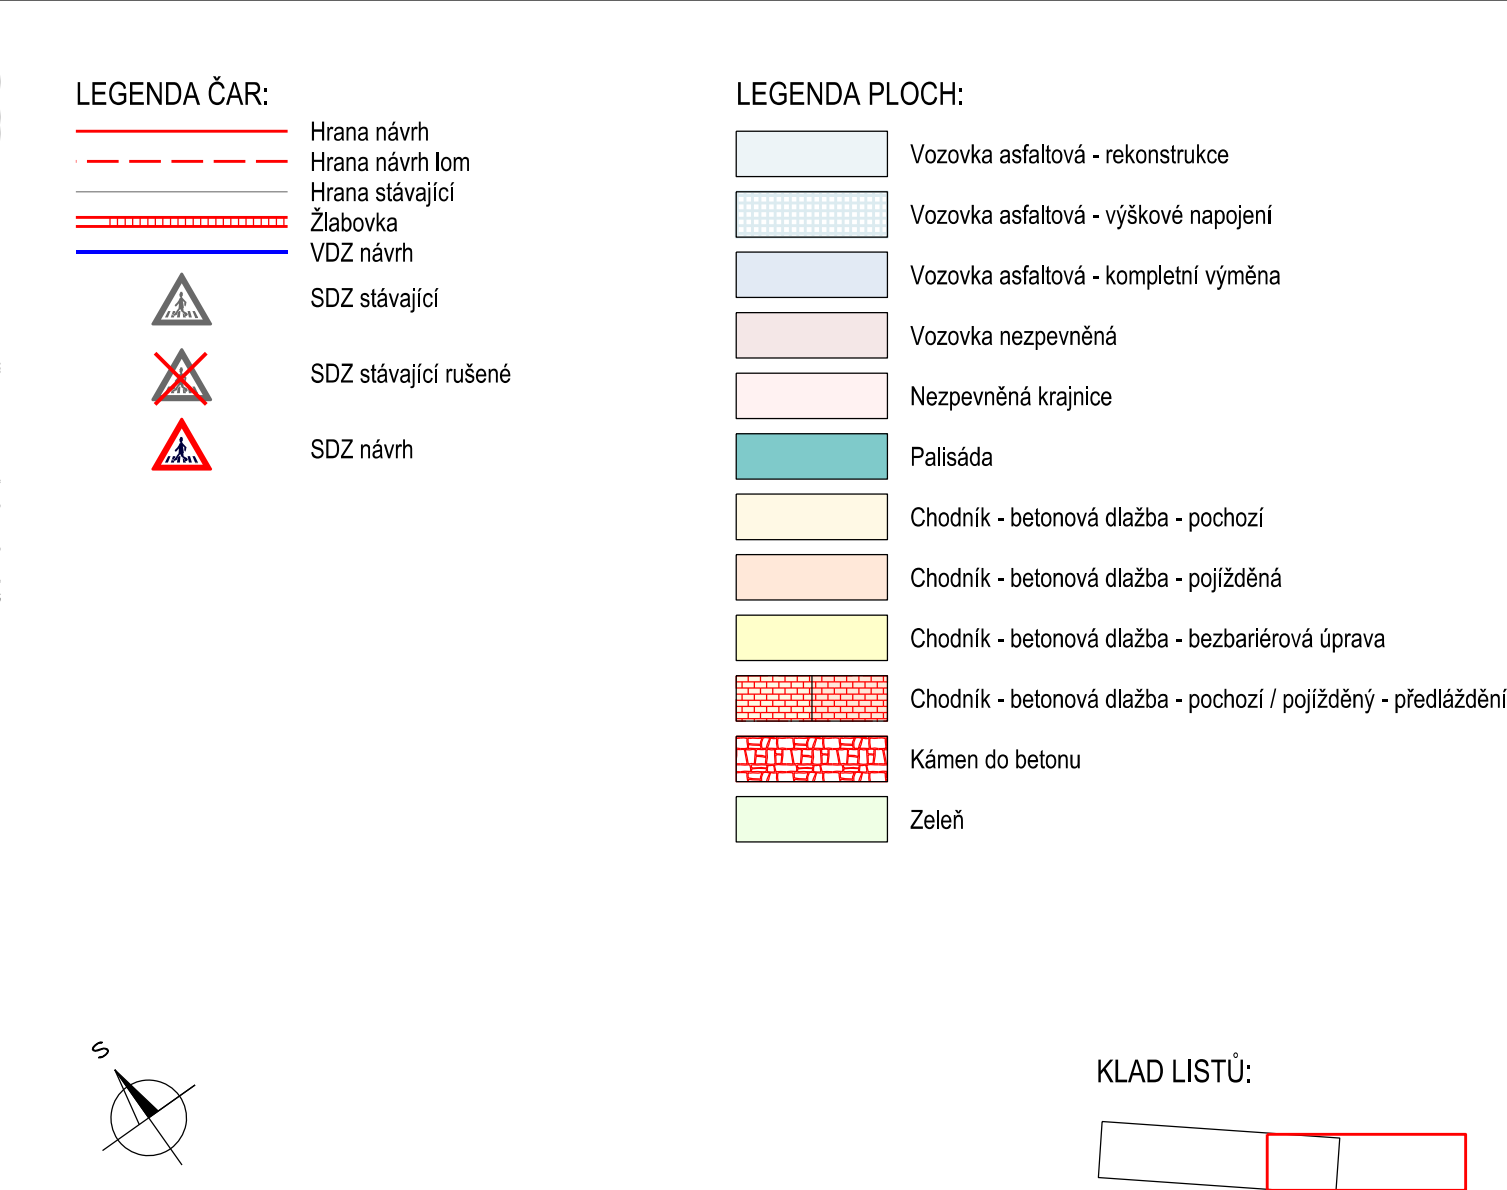 LEGENDA ČAR:
Hrana návrh
Hrana návrh lom
Hrana stávající
Žlabovka
VDZ návrh
SDZ stávající
SDZ stávající rušené
SDZ návrh
LEGENDA PLOCH:
Vozovka asfaltová - rekonstrukce
Vozovka asfaltová - výškové napojení
Vozovka asfaltová - kompletní výměna
Vozovka nezpevněná
Nezpevněná krajnice
Palisáda
Chodník - betonová dlažba - pochozí
Chodník - betonová dlažba - pojížděná
Chodník - betonová dlažba - bezbariérová úprava
Chodník - betonová dlažba - pochozí / pojížděný - předláždění
Kámen do betonu
Zeleň
S
KLAD LISTŮ: